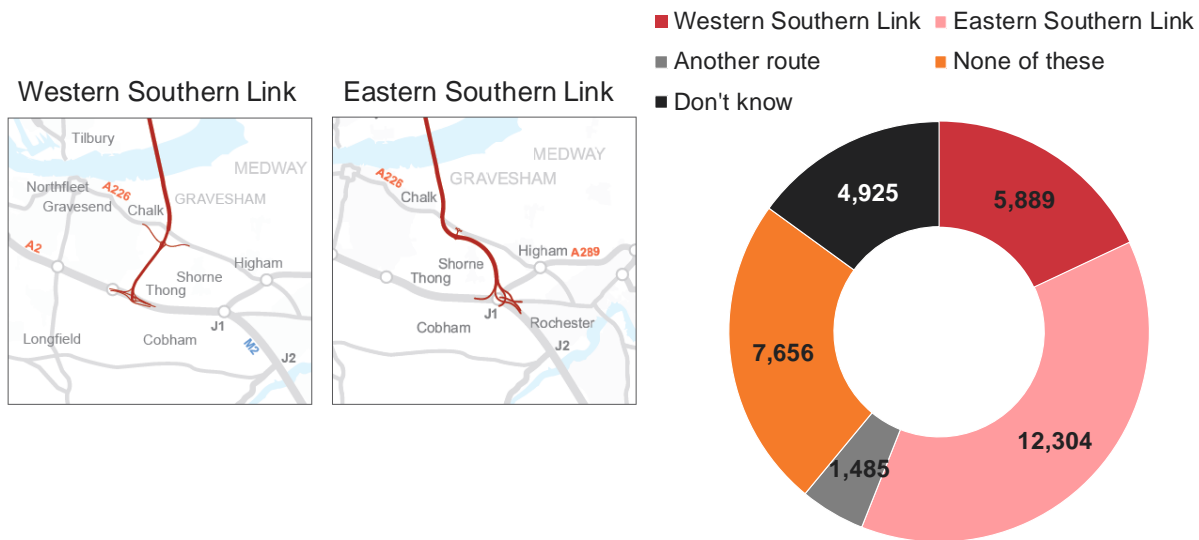 Western Southern Link
Eastern Southern Link
Another route
None of these
Don't know
Western Southern Link
Eastern Southern Link
Tilbury
MEDWAY
Northfleet
A226
GRAVESHAM
Gravesend
Chalk
A2
Higham
Shorne
Thong
J1
Longfield
Cobham
M2
J2
MEDWAY
A226
GRAVESHAM
Chalk
Higham
A289
Shorne
Thong
J1
Rochester
Cobham
J2
4,925
5,889
7,656
12,304
1,485